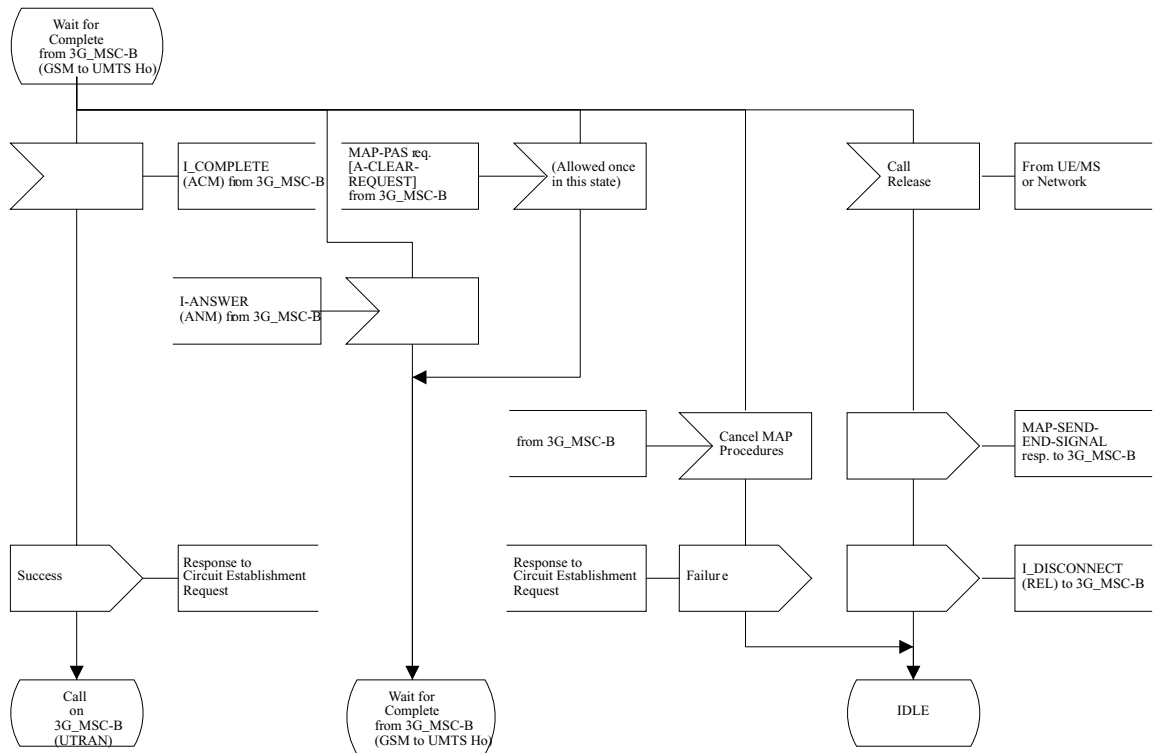 Wait for
Complete
from 3G_MSC-B
(GSM to UMTS Ho)
I_COMPLETE
(ACM) from 3G_MSC-B
MAP-PAS req.
[A-CLEAR-
REQUEST]
from 3G_MSC-B
(Allowed once
in this state)
Call
Release
From UE/MS
or Network
I-ANSWER
(ANM) from 3G_MSC-B
from 3G_MSC-B
Cancel MAP
Procedures
MAP-SEND-
END-SIGNAL
resp. to 3G_MSC-B
Success
Response to
Circuit Establishment
Request
Response to
Circuit Establishment
Request
Failure
I_DISCONNECT
(REL) to 3G_MSC-B
Call
on
3G_MSC-B
(UTRAN)
Wait for
Complete
from 3G_MSC-B
(GSM to UMTS Ho)
IDLE